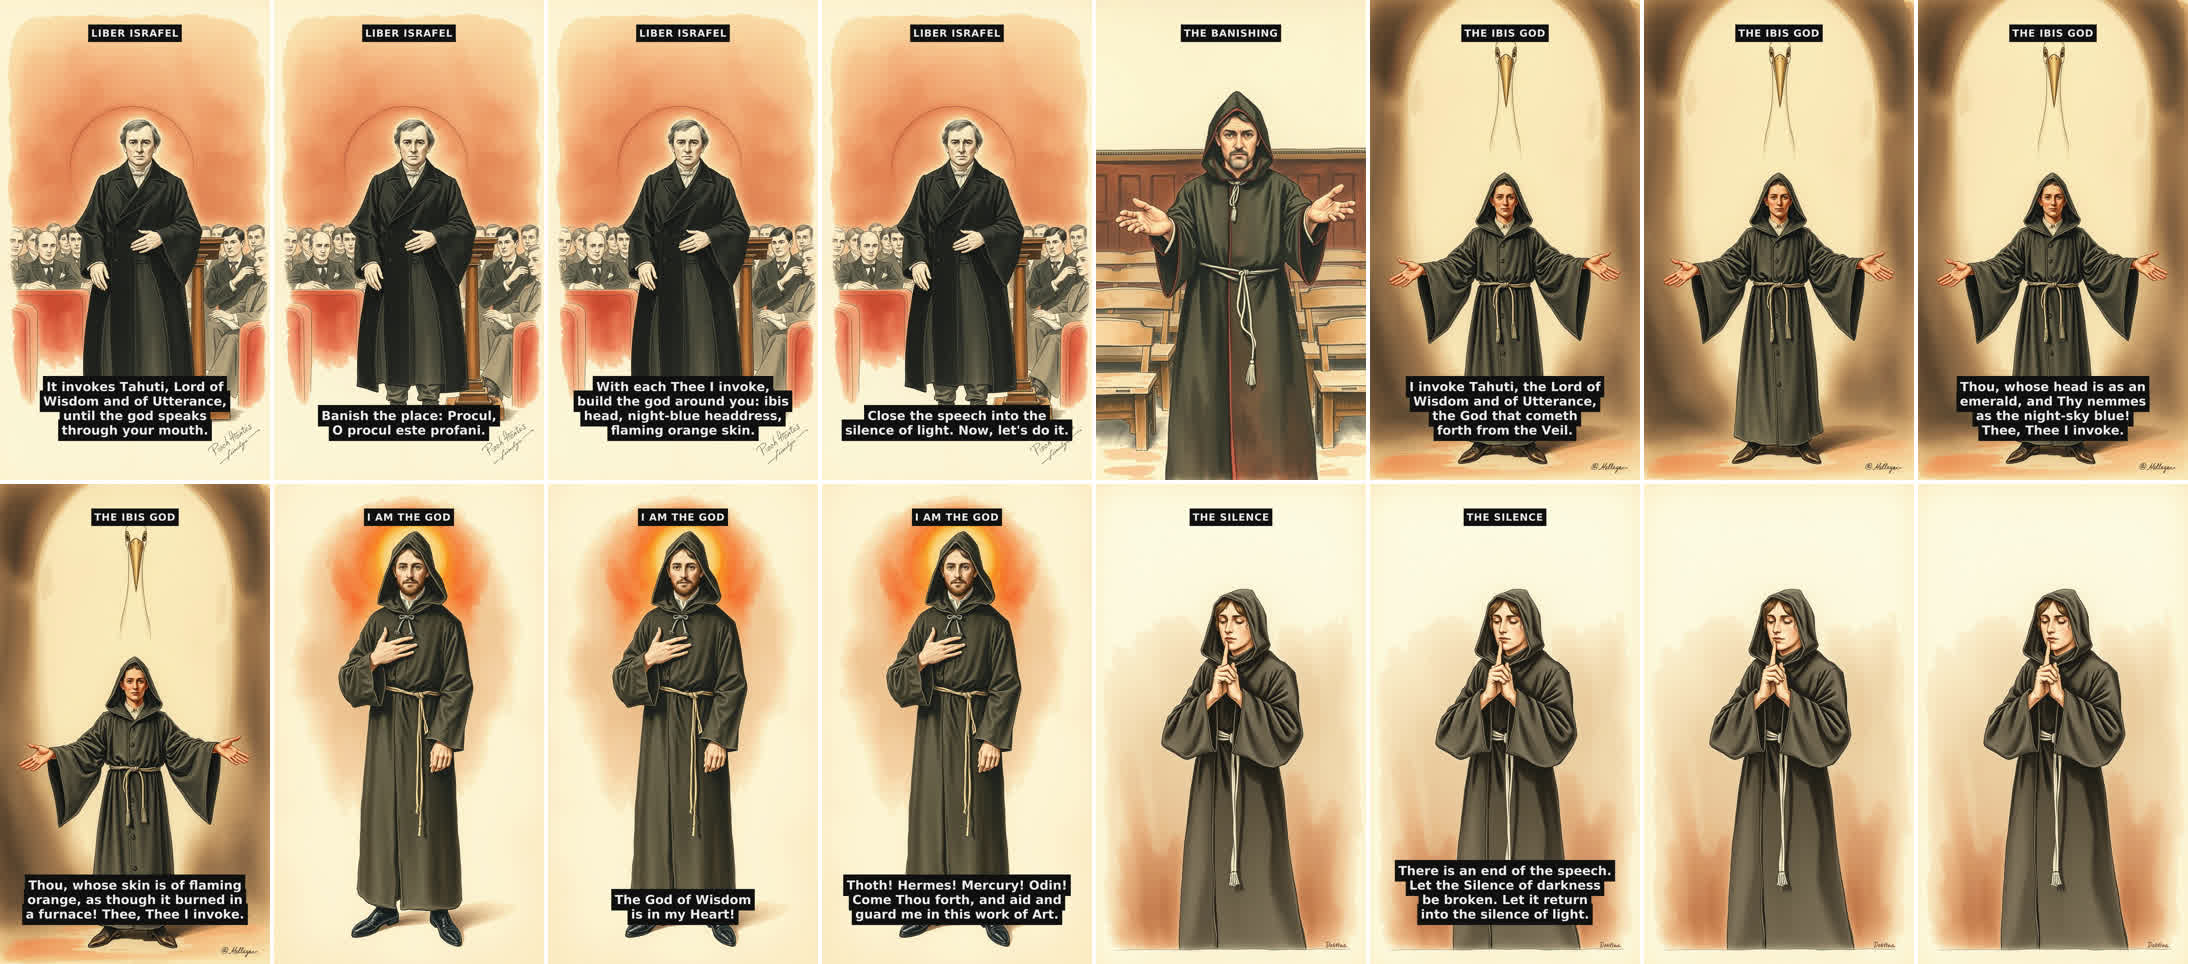 LIBER ISRAFEL
It invokes Tahuti, Lord of
Wisdom and of Utterance,
until the god speaks
through your mouth.
LIBER ISRAFEL
Banish the place: Procul,
O procul este profani.
LIBER ISRAFEL
With each Thee I invoke,
build the god around you: ibis
head, night-blue headdress,
flaming orange skin.
LIBER ISRAFEL
Close the speech into the
silence of light. Now, let's do it.
THE BANISHING
THE IBIS GOD
I invoke Tahuti, the Lord of
Wisdom and of Utterance,
the God that cometh
forth from the Veil.
THE IBIS GOD
THE IBIS GOD
Thou, whose head is as an
emerald, and Thy nemmes
as the night-sky blue!
Thee, Thee I invoke.
THE IBIS GOD
Thou, whose skin is of flaming
orange, as though it burned in
a furnace! Thee, Thee I invoke.
I AM THE GOD
I AM THE GOD
The God of Wisdom
is in my Heart!
I AM THE GOD
Thoth! Hermes! Mercury! Odin!
Come Thou forth, and aid and
guard me in this work of Art.
THE SILENCE
THE SILENCE
There is an end of the speech.
Let the Silence of darkness
be broken. Let it return
into the silence of light.